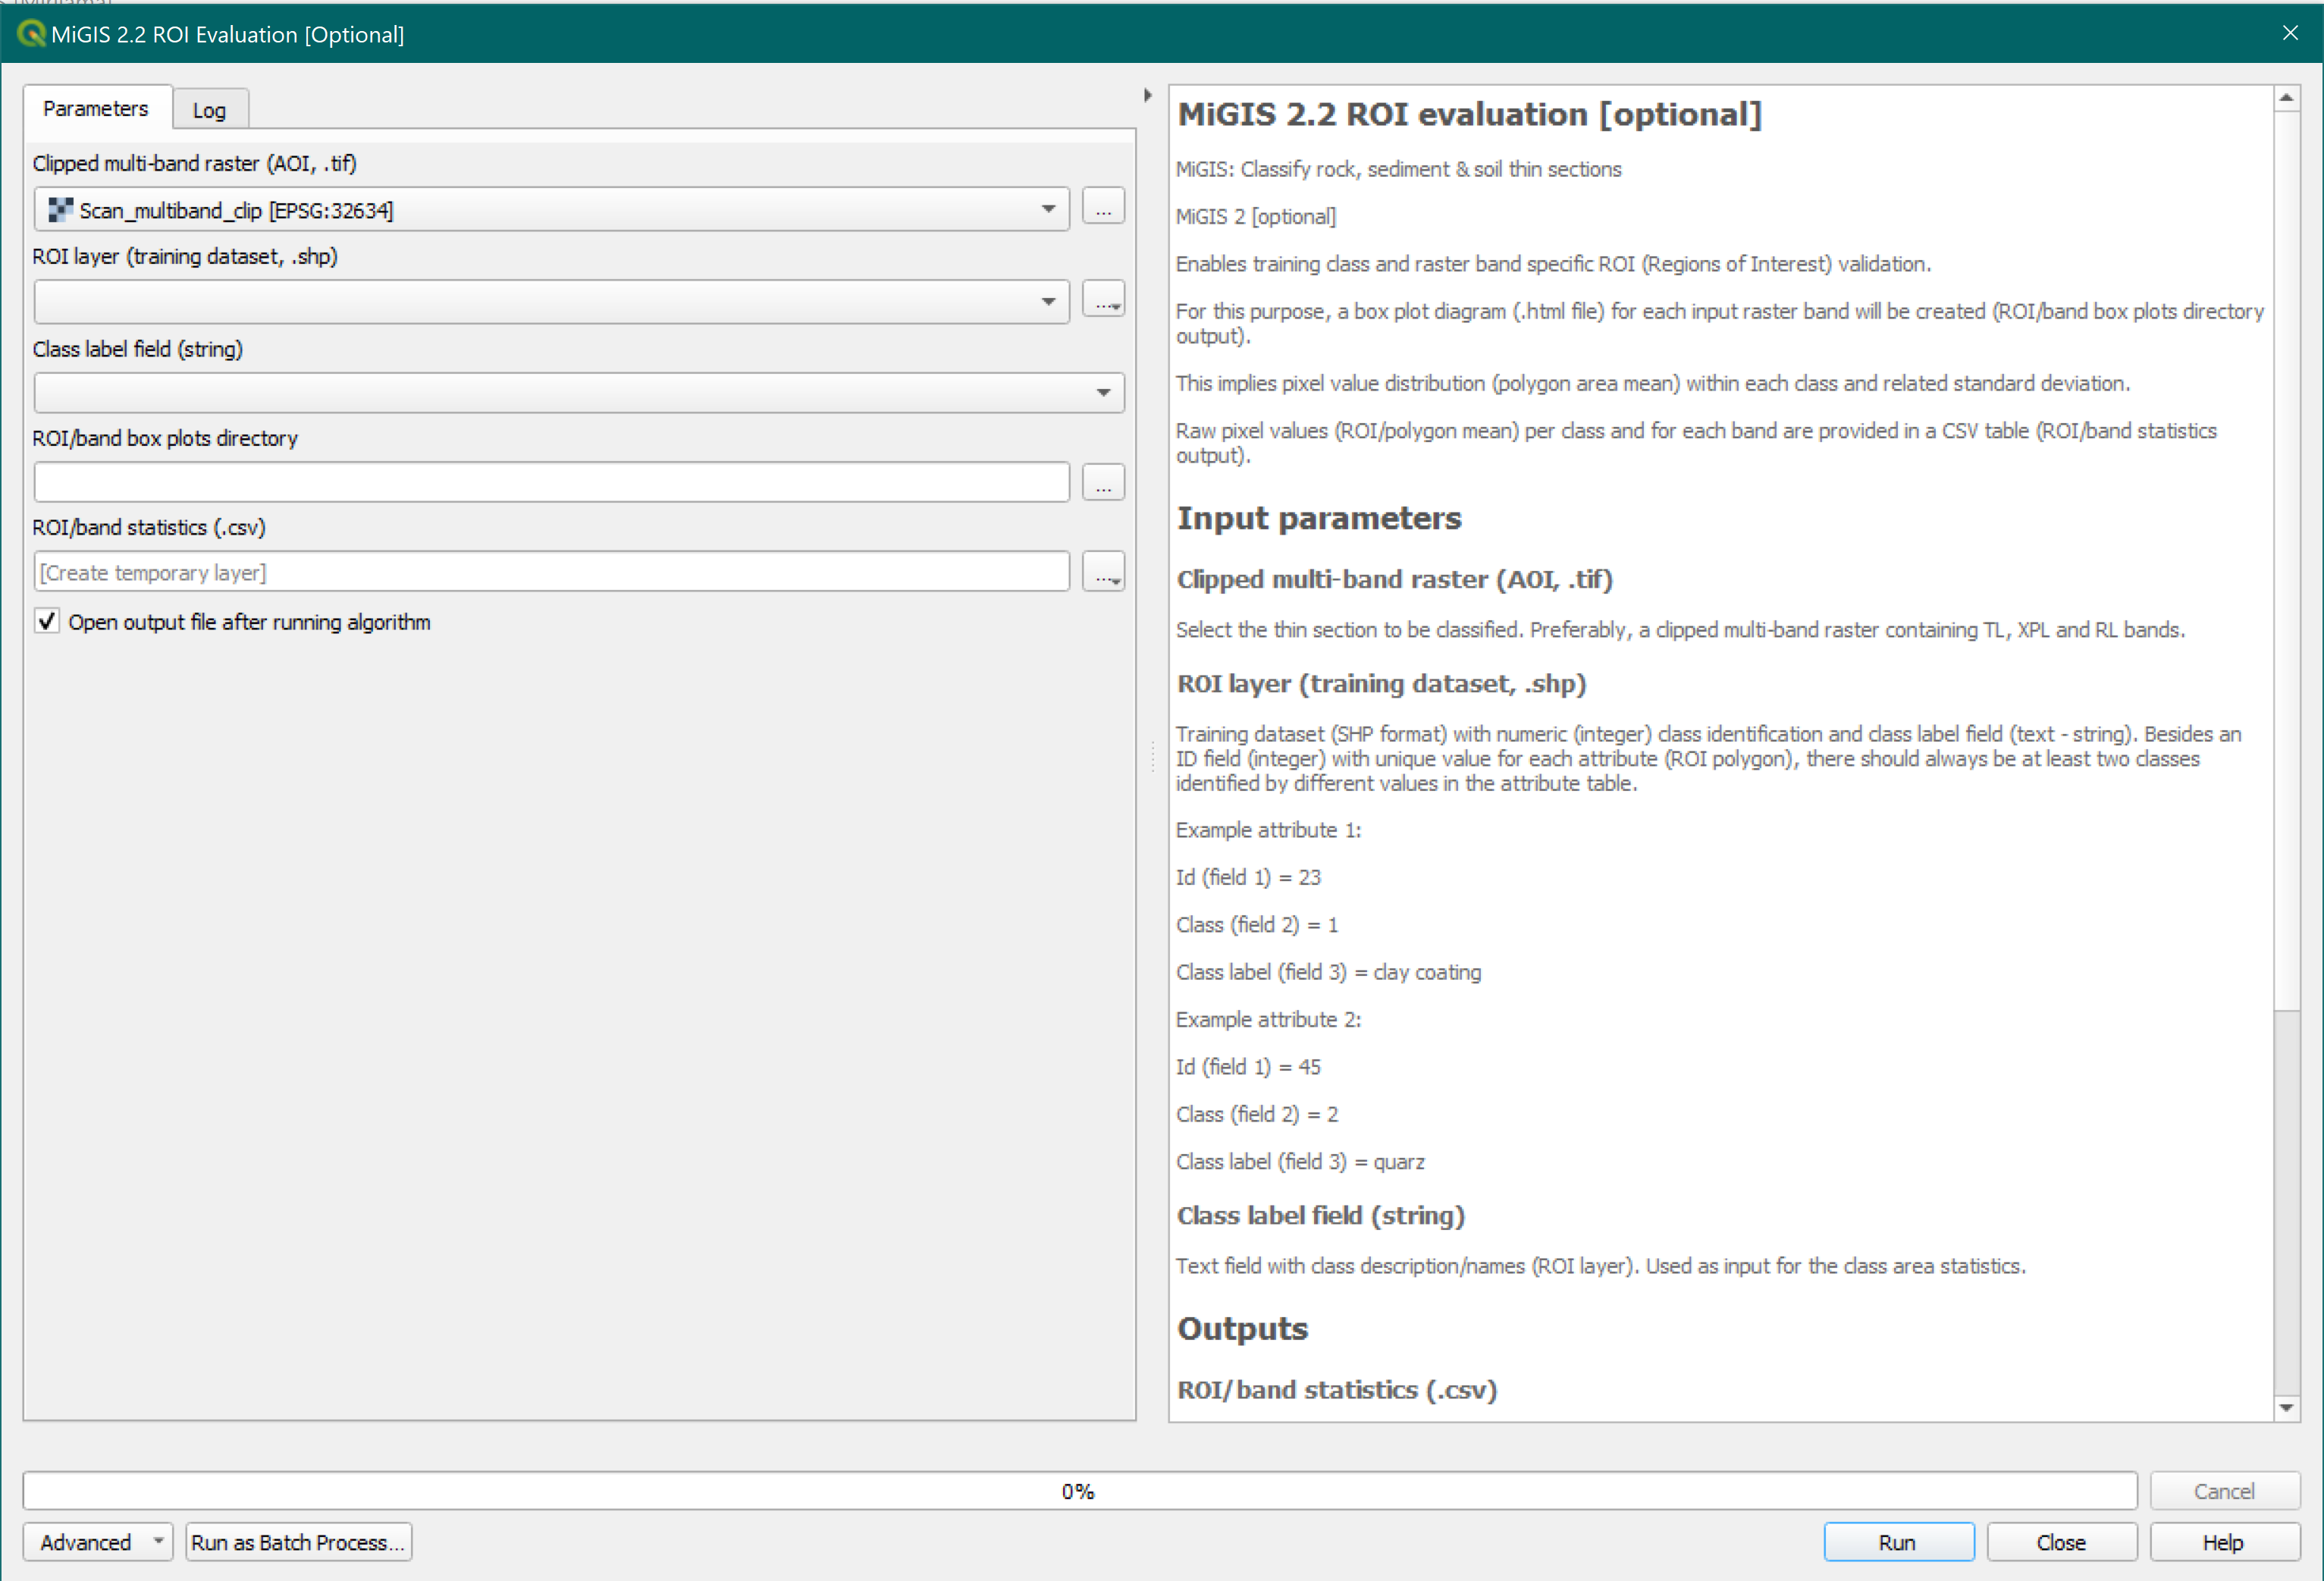 MiGIS 2.2 ROI Evaluation [Optional]
Parameters
Log
Clipped multi-band raster (AOI, .tif)
Scan_multiband_clip [EPSG:32634]
...
ROI layer (training dataset, .shp)
...
Class label field (string)
ROI/band box plots directory
...
ROI/band statistics (.csv)
[Create temporary layer]
...
Open output file after running algorithm
MiGIS 2.2 ROI evaluation [optional]
MiGIS: Classify rock, sediment & soil thin sections
MiGIS 2 [optional]
Enables training class and raster band specific ROI (Regions of Interest) validation.
For this purpose, a box plot diagram (.html file) for each input raster band will be created (ROI/band box plots directory
output).
This implies pixel value distribution (polygon area mean) within each class and related standard deviation.
Raw pixel values (ROI/polygon mean) per class and for each band are provided in a CSV table (ROI/band statistics
output).
Input parameters
Clipped multi-band raster (AOI, .tif)
Select the thin section to be classified. Preferably, a clipped multi-band raster containing TL, XPL and RL bands.
ROI layer (training dataset, .shp)
Training dataset (SHP format) with numeric (integer) class identification and class label field (text - string). Besides an
ID field (integer) with unique value for each attribute (ROI polygon), there should always be at least two classes
identified by different values in the attribute table.
Example attribute 1:
Id (field 1) = 23
Class (field 2) = 1
Class label (field 3) = clay coating
Example attribute 2:
Id (field 1) = 45
Class (field 2) = 2
Class label (field 3) = quarz
Class label field (string)
Text field with class description/names (ROI layer). Used as input for the class area statistics.
Outputs
ROI/band statistics (.csv)
0%
Cancel
Advanced
Run as Batch Process...
Run
Close
Help